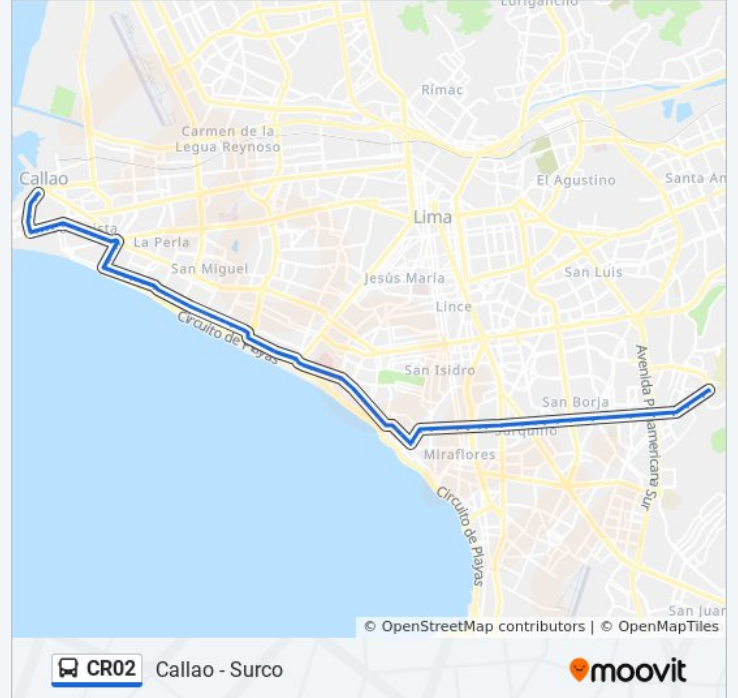 Lurigancho
Rímac
Carmen de la
Legua Reynoso
Callao
El Agustino
Santa An
Lima
La Perla
San Miguel
Jesús María
San Luis
Lince
Circuito de Playas
San Isidro
Avenida Panamericana Sur
San Borja
Surquillo
Miraflores
Circuito de Playas
San Juan
© OpenStreetMap contributors | © OpenMapTiles
CR02 Callao - Surco
moovit